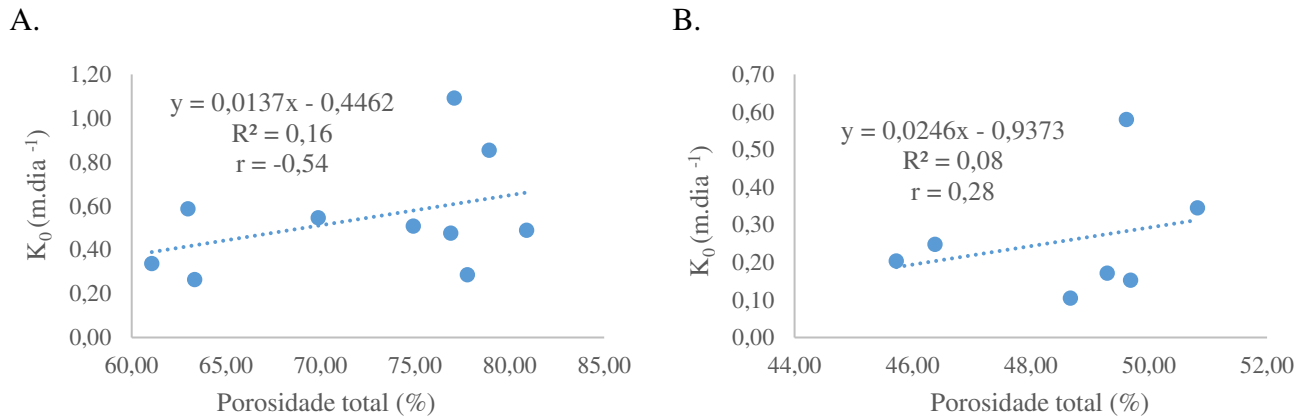 A.
1,20
1,00
0,80
0,60
0,40
0,20
0,00
K₀ (m.dia ⁻¹)
y = 0,0137x - 0,4462
R² = 0,16
r = -0,54
60,00 65,00 70,00 75,00 80,00 85,00
Porosidade total (%)
B.
0,70
0,60
0,50
0,40
0,30
0,20
0,10
0,00
K₀ (m.dia ⁻¹)
y = 0,0246x - 0,9373
R² = 0,08
r = 0,28
44,00 46,00 48,00 50,00 52,00
Porosidade total (%)